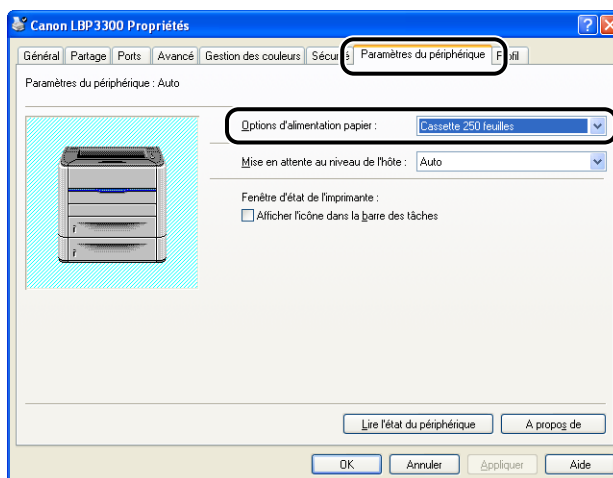 Canon LBP3300 Propriétés
Général Partage Ports Avancé Gestion des couleurs Sécurité Paramètres du périphérique Profil
Paramètres du périphérique : Auto
Options d'alimentation papier : Cassette 250 feuilles
Mise en attente au niveau de l'hôte : Auto
Fenêtre d'état de l'imprimante :
Afficher l'icône dans la barre des tâches
Lire l'état du périphérique A propos de
OK Annuler Appliquer Aide